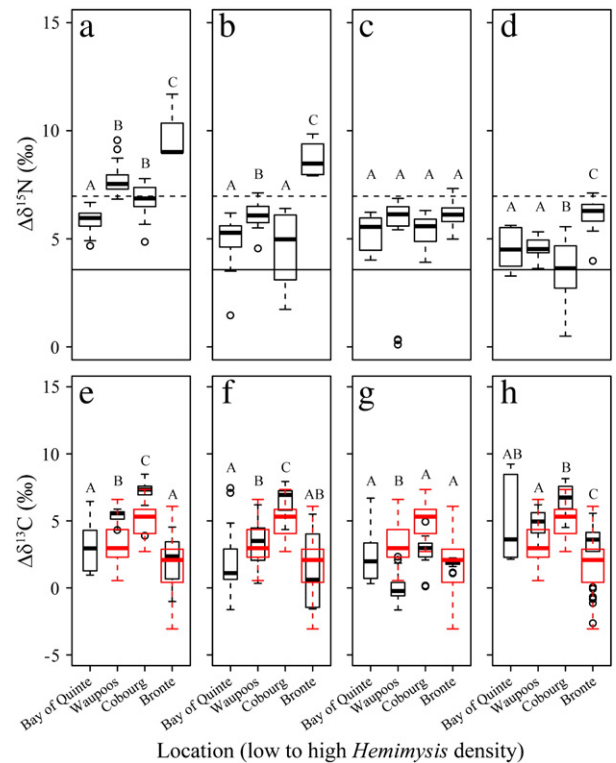 a b c d
Δδ15N (‰)
15
10
5
0
A B C
B
A B A C
A A A A
A A B C
e f g h
Δδ13C (‰)
15
10
5
0
-5
A B C A
A B C AB
A B A A
AB A B C
Bay of Quinte Waupoos Cobourg Bronte
Bay of Quinte Waupoos Cobourg Bronte
Bay of Quinte Waupoos Cobourg Bronte
Bay of Quinte Waupoos Cobourg Bronte
Location (low to high Hemimysis density)